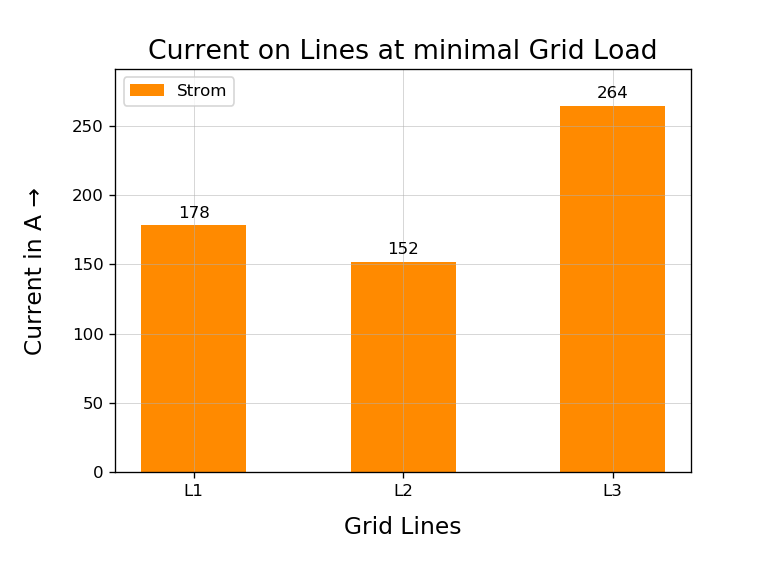 Current on Lines at minimal Grid Load
Strom
Current in A →
250
200
150
100
50
0
178
152
264
L1
L2
L3
Grid Lines